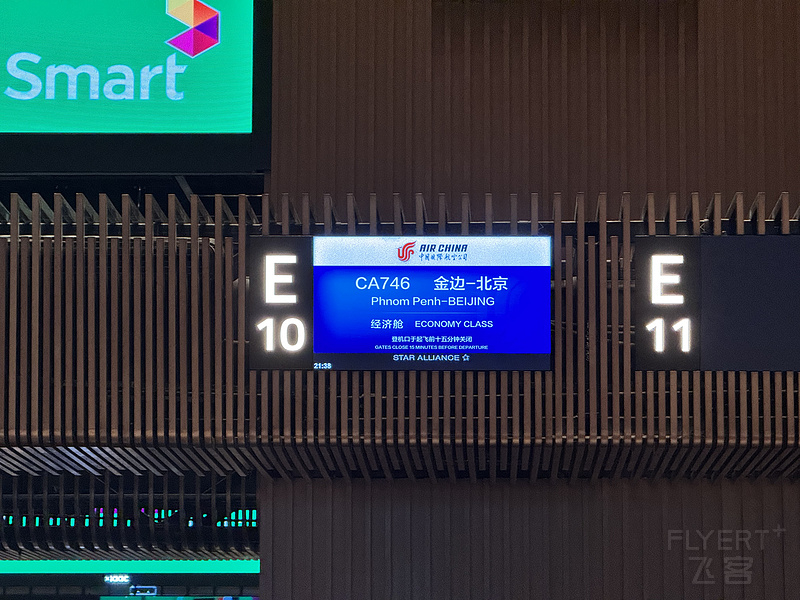 Smart
E
10
AIR CHINA
中国国际航空公司
CA746 金边-北京
Phnom Penh-BEIJING
经济舱 ECONOMY CLASS
登机口于起飞前十五分钟关闭
GATES CLOSE 15 MINUTES BEFORE DEPARTURE
STAR ALLIANCE
21:38
E
11
FLYERT+
飞客